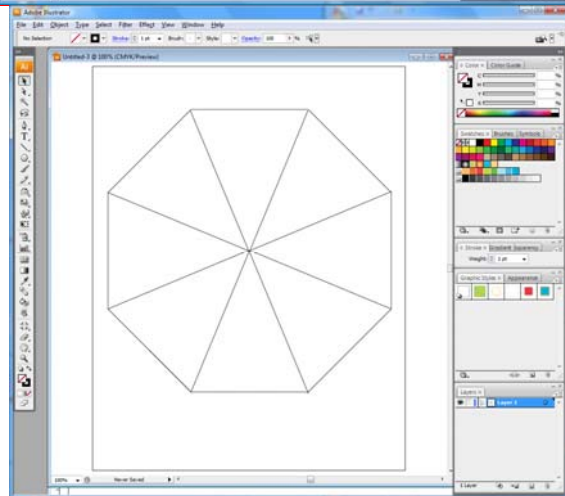 Adobe Illustrator
File Edit Object Type Select Filter Effect View Window Help
No Selection Stroke: 1 pt Brush: Style: Opacity: 100 %
Untitled-3 @ 100% (CMYK/Preview)
Ai
Color × Color Guide
C %
M %
Y %
K %
Swatches × Brushes Symbols
Stroke × Gradient
Weight: 1 pt
Graphic Styles × Appearance
Layers ×
Layer 1
1 Layer
100% Never Saved